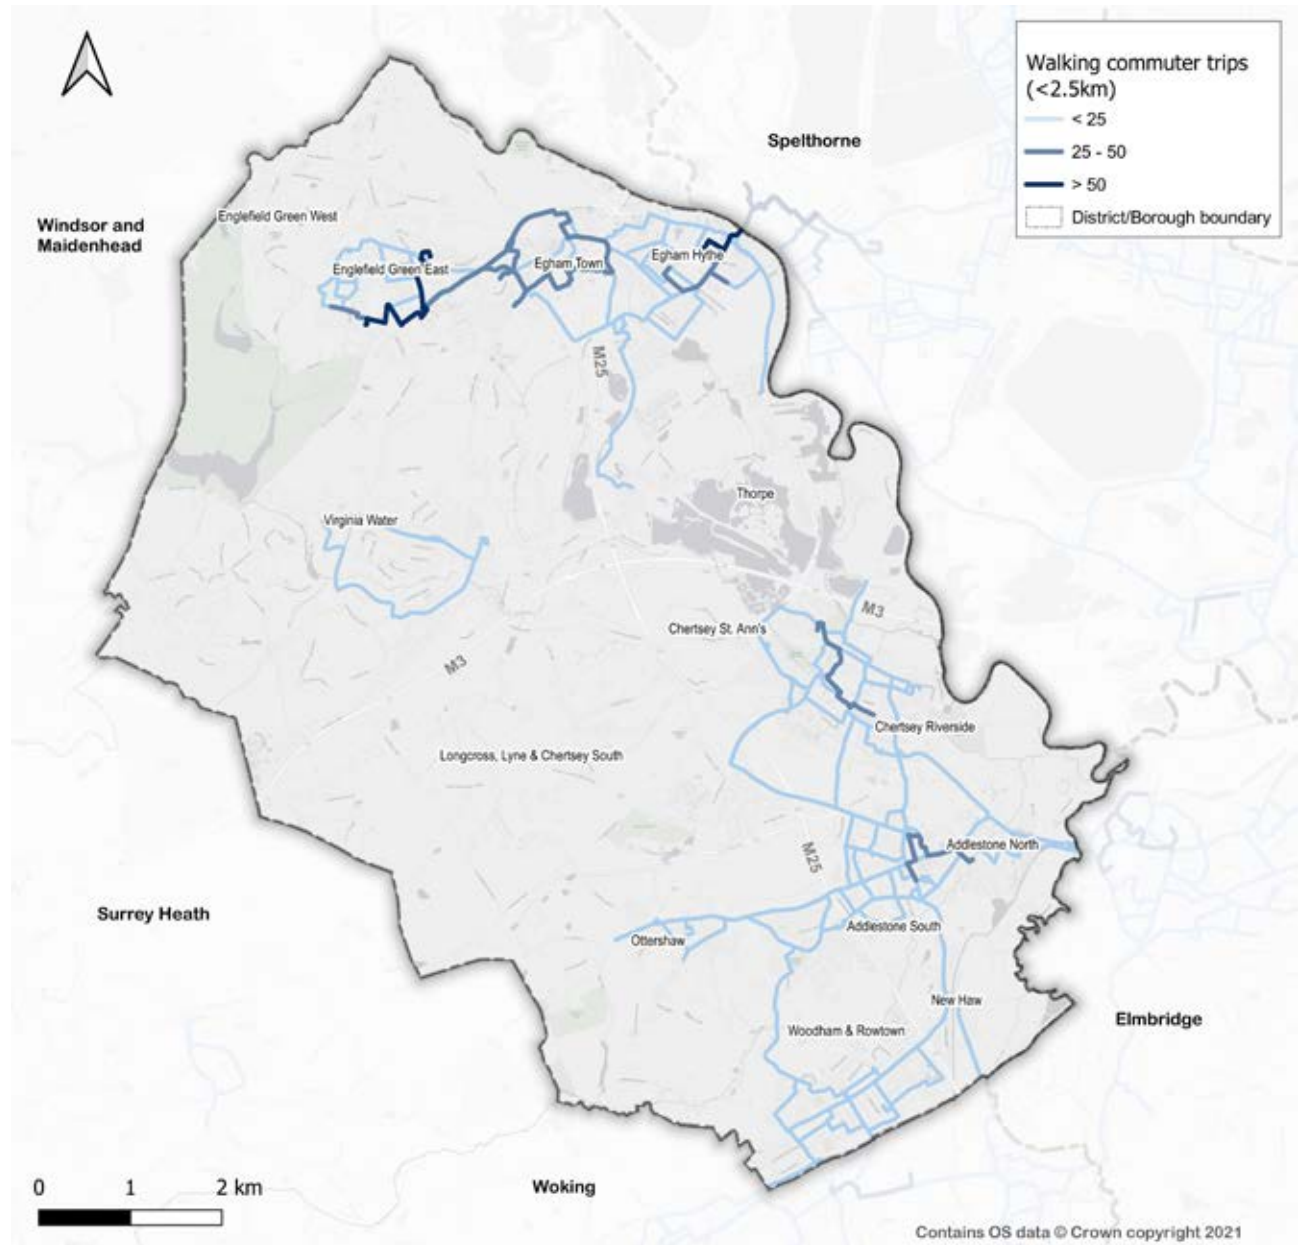 Walking commuter trips
(<2.5km)
< 25
25 - 50
> 50
District/Borough boundary
Spelthorne
Windsor and
Maidenhead
Englefield Green West
Englefield Green East
Egham Town
Egham Hythe
M25
Thorpe
Virginia Water
M3
Chertsey St. Ann's
M3
Chertsey Riverside
Longcross, Lyne & Chertsey South
M25
Addlestone North
Surrey Heath
Addlestone South
Ottershaw
New Haw
Elmbridge
Woodham & Rowtown
0 1 2 km
Woking
Contains OS data © Crown copyright 2021